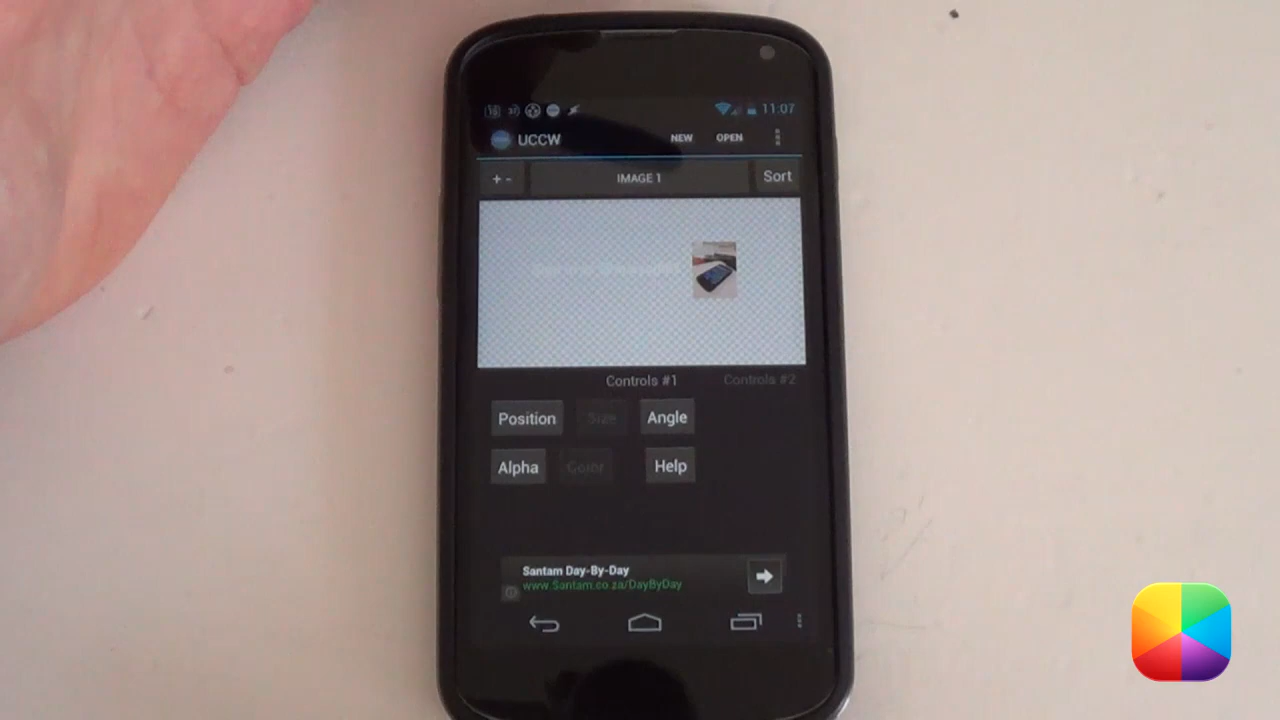 11:07
UCCW NEW OPEN
+ - IMAGE 1 Sort
Controls #1 Controls #2
Position Size Angle
Alpha Color Help
Santam Day-By-Day
www.Santam.co.za/DayByDay